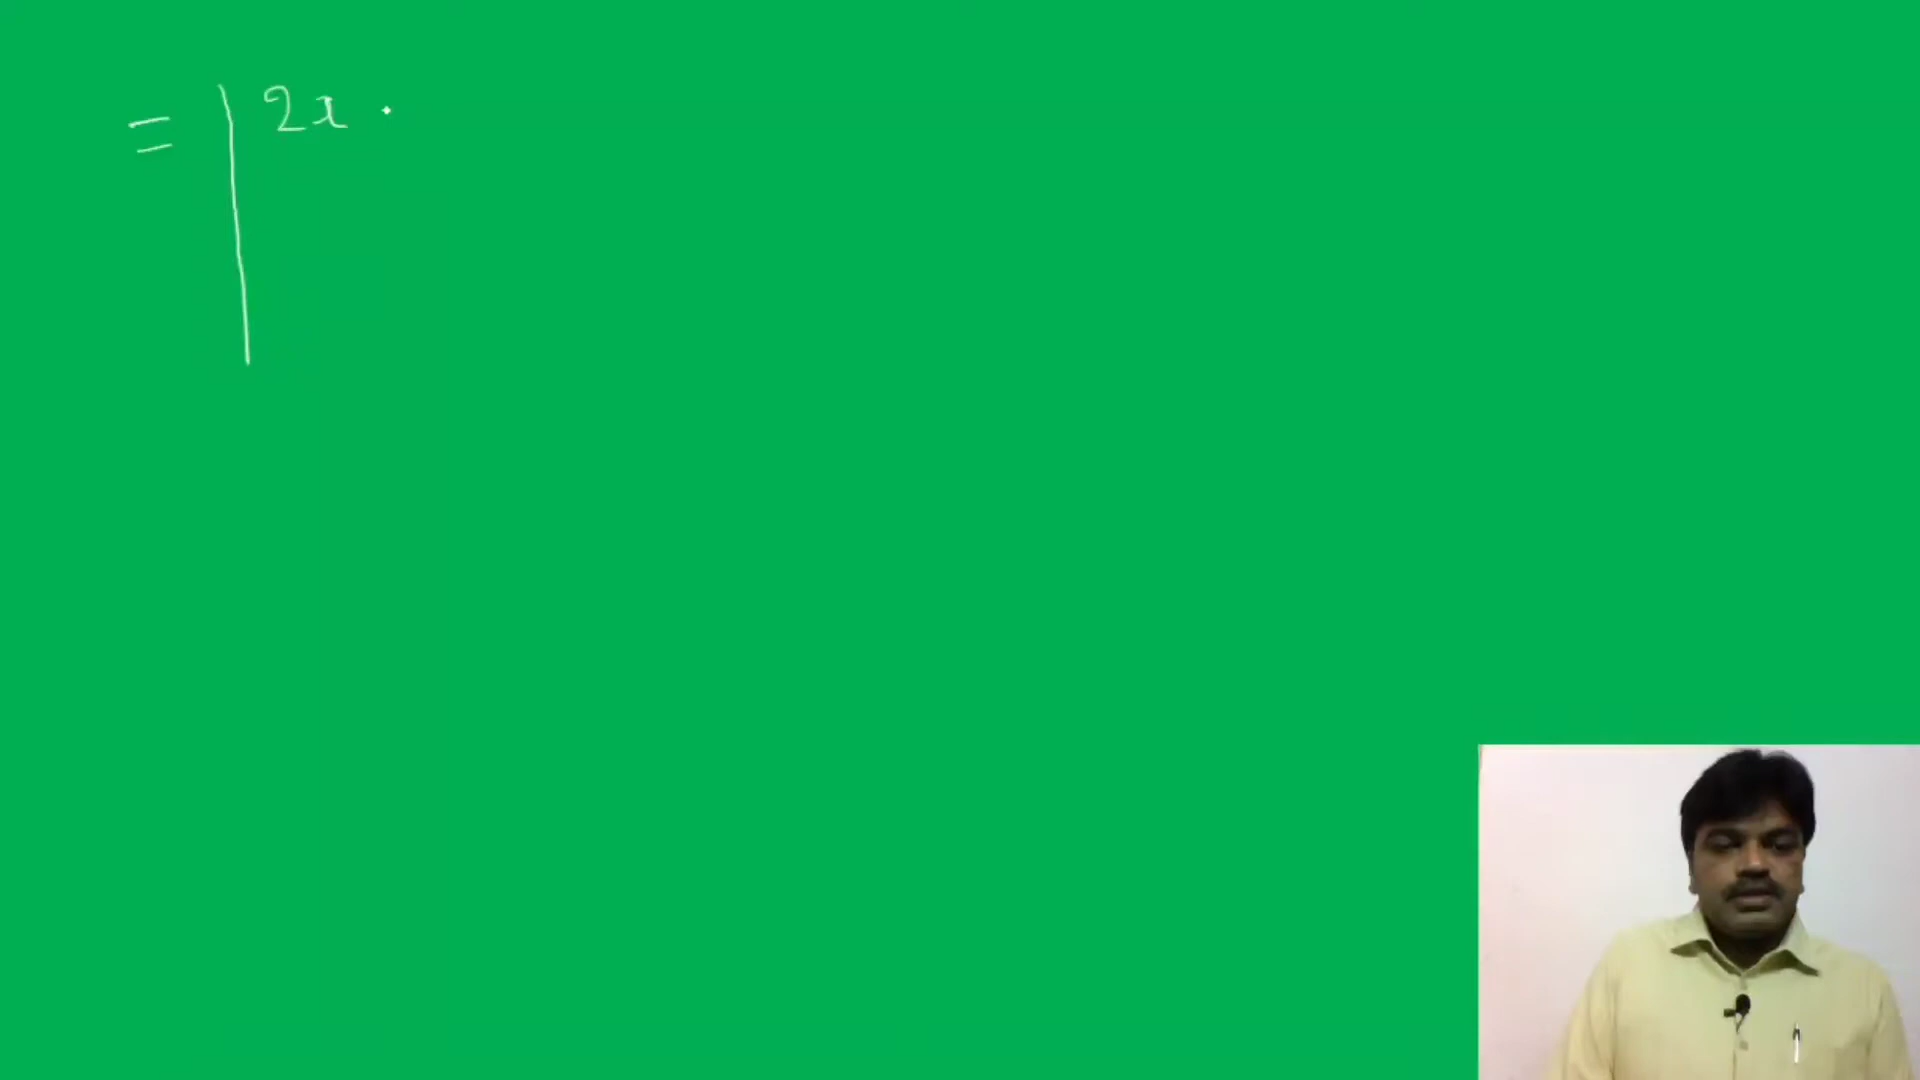 = | 2x